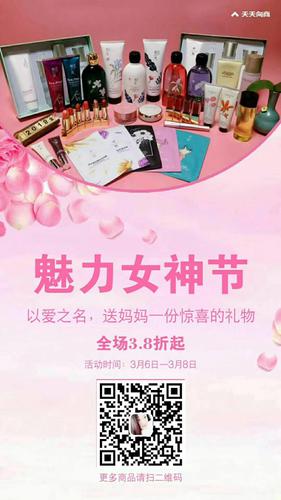 天天向商
2019s
魅力女神节
以爱之名，送妈妈一份惊喜的礼物
全场3.8折起
活动时间：3月6日—3月8日
更多商品请扫二维码